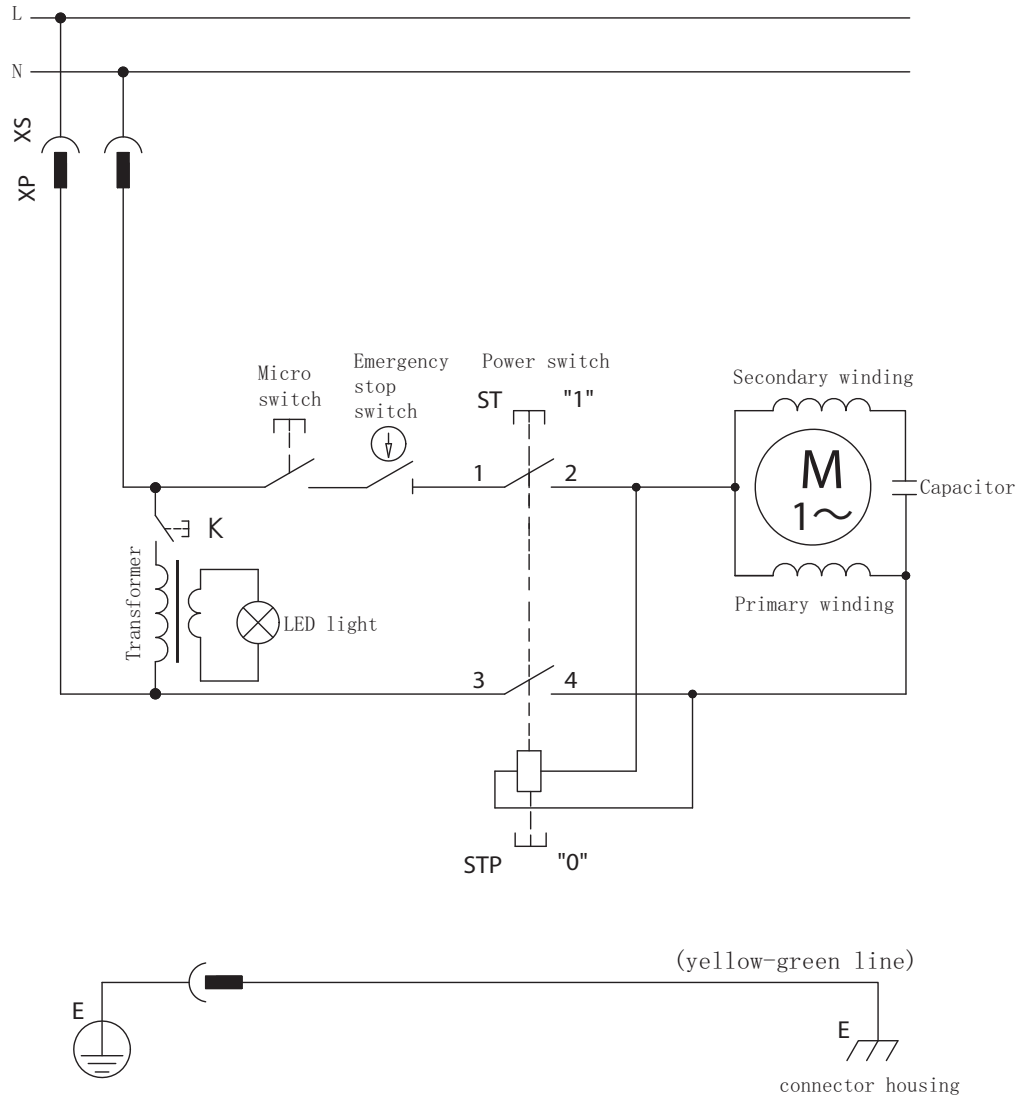 L
N
XS
XP
Micro
switch
Emergency
stop
switch
Power switch
ST "1"
Secondary winding
1 2
M
1~
Capacitor
K
Transformer
LED light
Primary winding
3 4
STP "0"
(yellow-green line)
E
E
connector housing